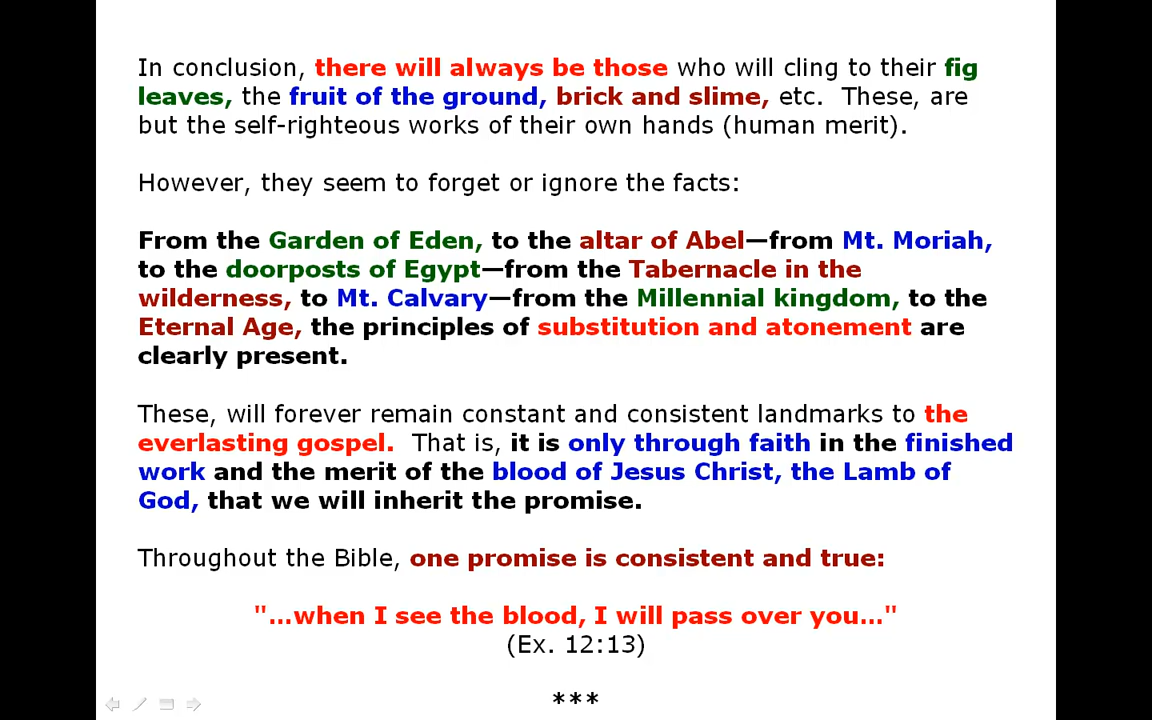 In conclusion, there will always be those who will cling to their fig
leaves, the fruit of the ground, brick and slime, etc.  These, are
but the self-righteous works of their own hands (human merit).
However, they seem to forget or ignore the facts:
From the Garden of Eden, to the altar of Abel—from Mt. Moriah,
to the doorposts of Egypt—from the Tabernacle in the
wilderness, to Mt. Calvary—from the Millennial kingdom, to the
Eternal Age, the principles of substitution and atonement are
clearly present.
These, will forever remain constant and consistent landmarks to the
everlasting gospel.  That is, it is only through faith in the finished
work and the merit of the blood of Jesus Christ, the Lamb of
God, that we will inherit the promise.
Throughout the Bible, one promise is consistent and true:
"...when I see the blood, I will pass over you..."
(Ex. 12:13)
***